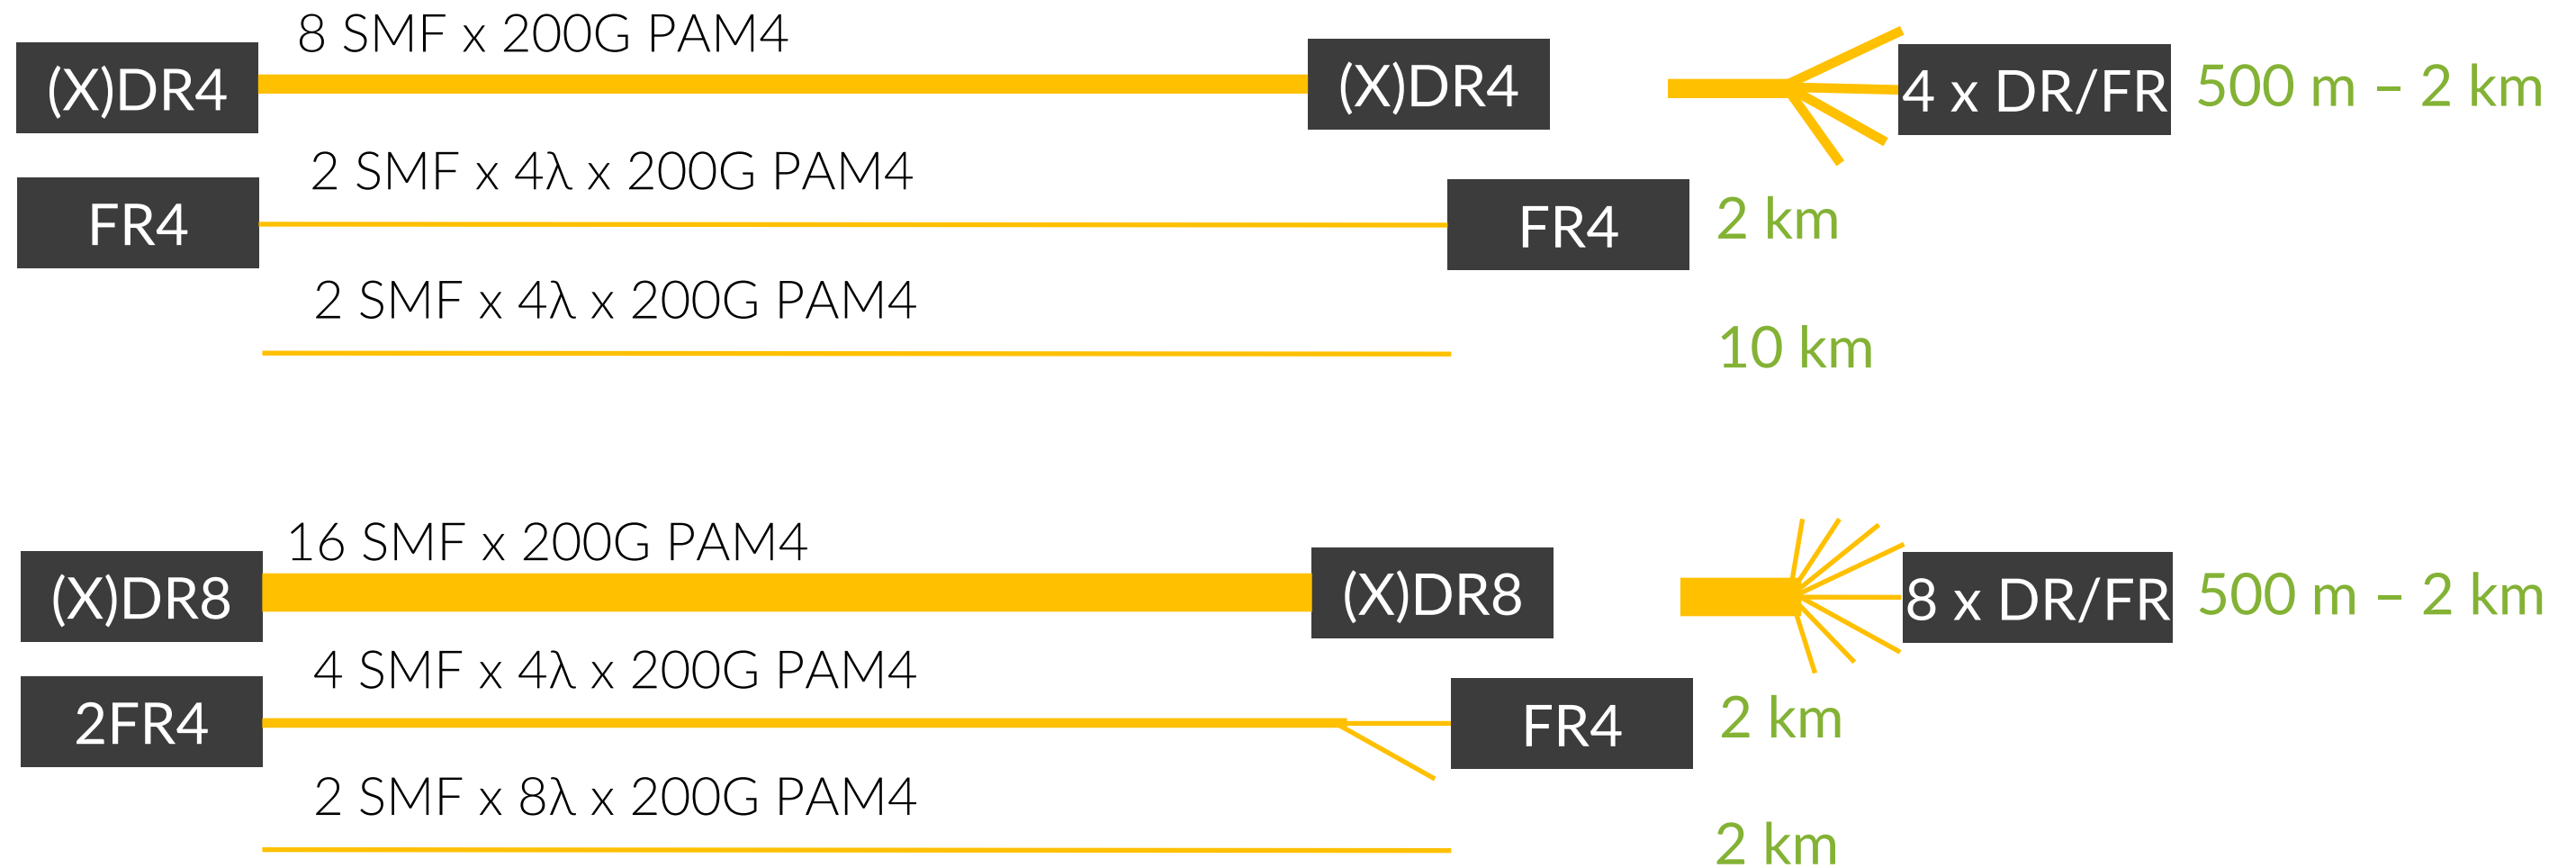 8 SMF x 200G PAM4
(X)DR4
(X)DR4
4 x DR/FR
500 m – 2 km
2 SMF x 4λ x 200G PAM4
FR4
FR4
2 km
2 SMF x 4λ x 200G PAM4
10 km
16 SMF x 200G PAM4
(X)DR8
(X)DR8
8 x DR/FR
500 m – 2 km
4 SMF x 4λ x 200G PAM4
2FR4
FR4
2 km
2 SMF x 8λ x 200G PAM4
2 km